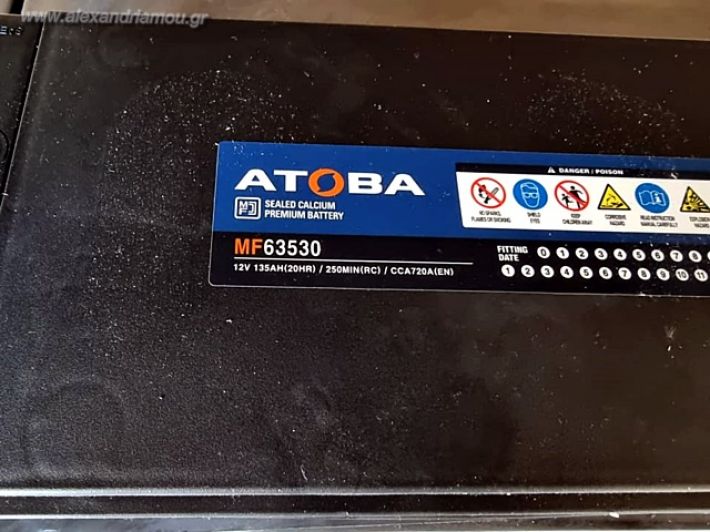 www.alexandriamou.gr
ATOBA
SEALED CALCIUM
PREMIUM BATTERY
MF63530
12V 135AH(20HR) / 250MIN(RC) / CCA720A(EN)
DANGER / POISON
NO SPARKS, FLAMES OR SMOKING
SHIELD EYES
KEEP CHILDREN AWAY
CORROSIVE HAZARD
READ INSTRUCTION MANUAL CAREFULLY
EXPLOSIVE HAZARD
FITTING DATE
0 1 2 3 4 5 6 7 8
1 2 3 4 5 6 7 8 9 10 11